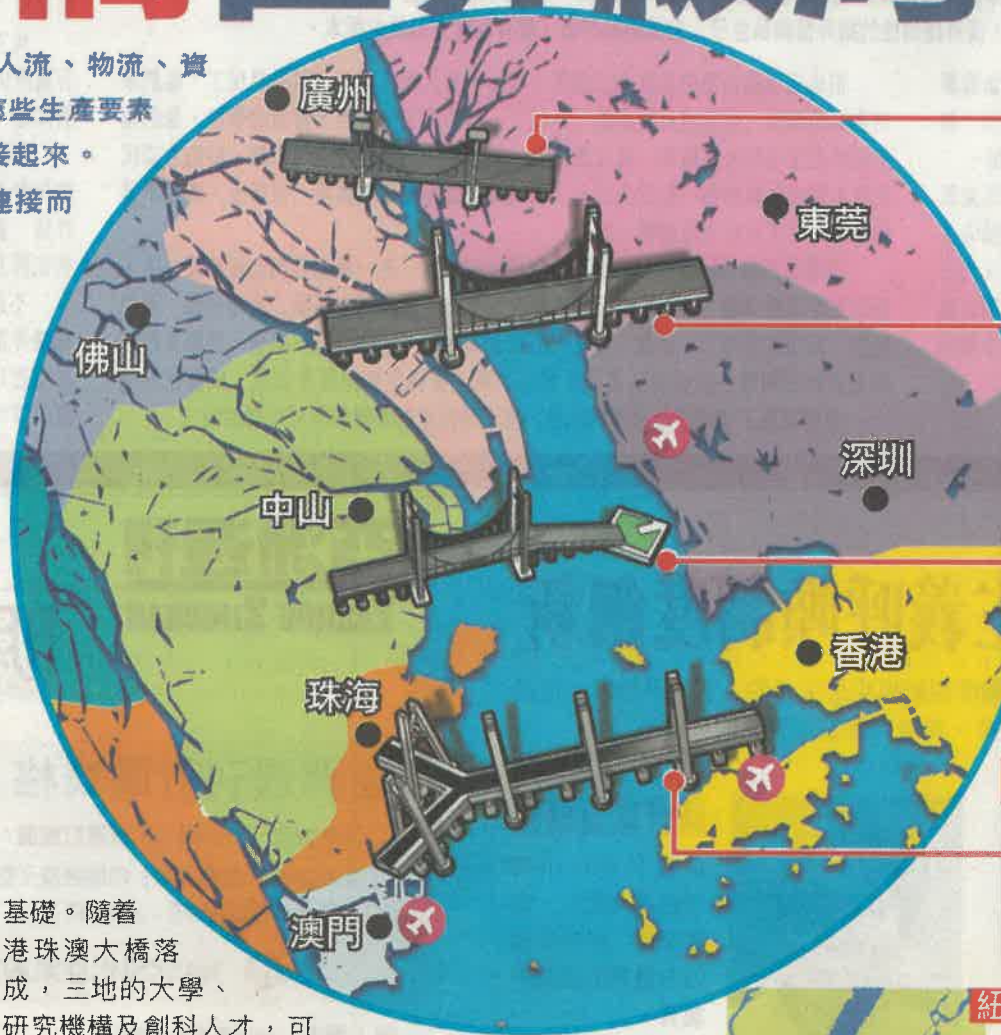 人流、物流、資
這些生產要素
接起來。
連接而
廣州
東莞
佛山
深圳
中山
香港
珠海
澳門
基礎。隨着
港珠澳大橋落
成，三地的大學、
研究機構及創科人才，可
紐